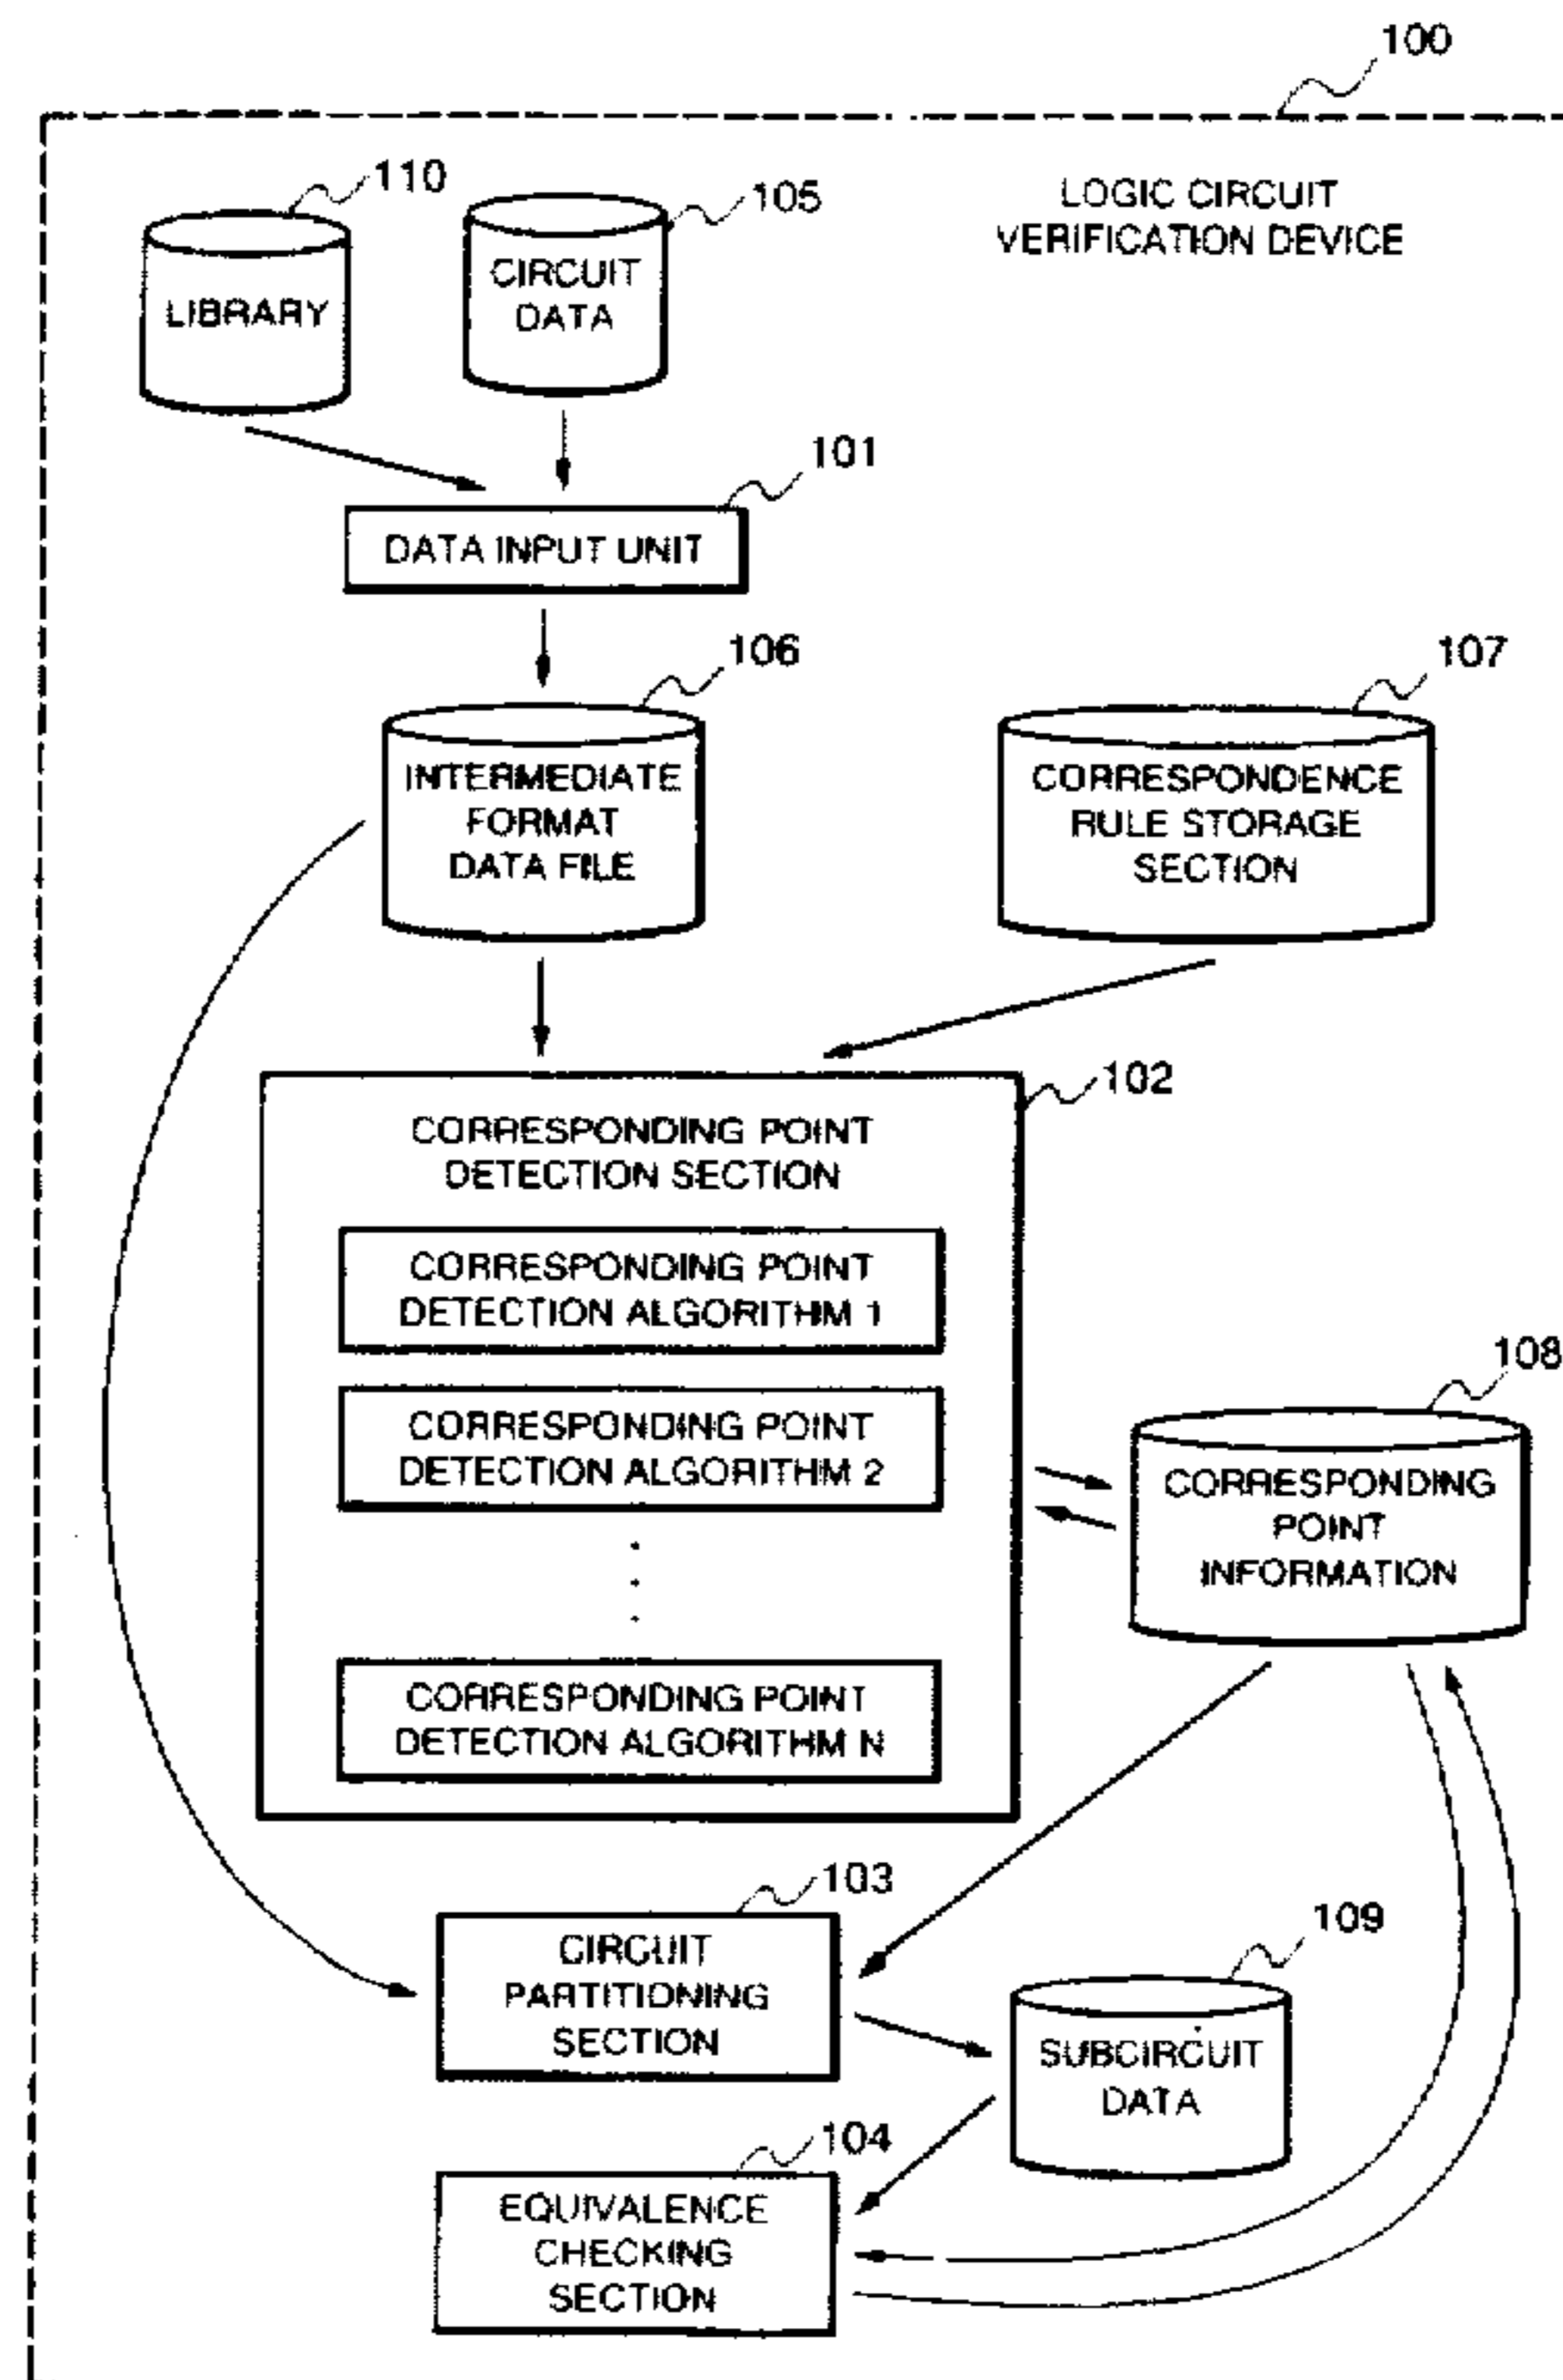 100
110
105
LOGIC CIRCUIT
VERIFICATION DEVICE
LIBRARY
CIRCUIT
DATA
101
DATA INPUT UNIT
106
107
INTERMEDIATE
FORMAT
DATA FILE
CORRESPONDENCE
RULE STORAGE
SECTION
102
CORRESPONDING POINT
DETECTION SECTION
CORRESPONDING POINT
DETECTION ALGORITHM 1
CORRESPONDING POINT
DETECTION ALGORITHM 2
108
CORRESPONDING
POINT
INFORMATION
CORRESPONDING POINT
DETECTION ALGORITHM N
103
CIRCUIT
PARTITIONING
SECTION
109
SUBCIRCUIT
DATA
104
EQUIVALENCE
CHECKING
SECTION